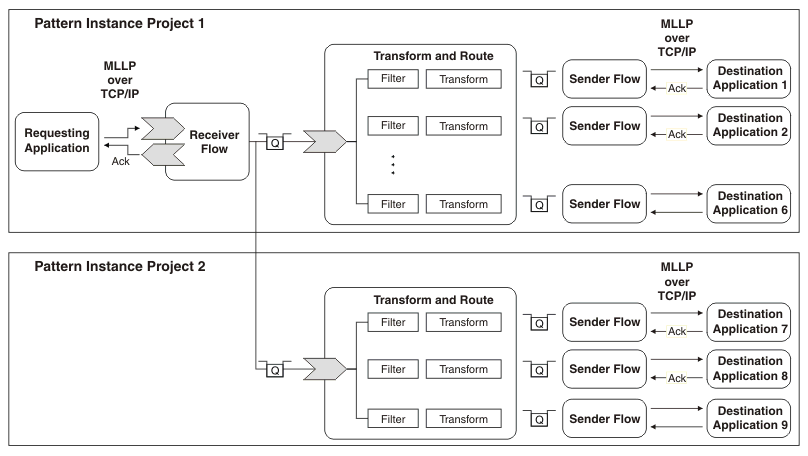 Pattern Instance Project 1
MLLP
over
TCP/IP
Requesting
Application
Ack
Receiver
Flow
Q
Transform and Route
Filter
Transform
Filter
Transform
Filter
Transform
Q
Q
Q
Sender Flow
Sender Flow
Sender Flow
MLLP
over
TCP/IP
Ack
Ack
Destination
Application 1
Destination
Application 2
Destination
Application 6
Pattern Instance Project 2
Q
Transform and Route
Filter
Transform
Filter
Transform
Filter
Transform
Q
Q
Q
Sender Flow
Sender Flow
Sender Flow
MLLP
over
TCP/IP
Ack
Ack
Destination
Application 7
Destination
Application 8
Destination
Application 9